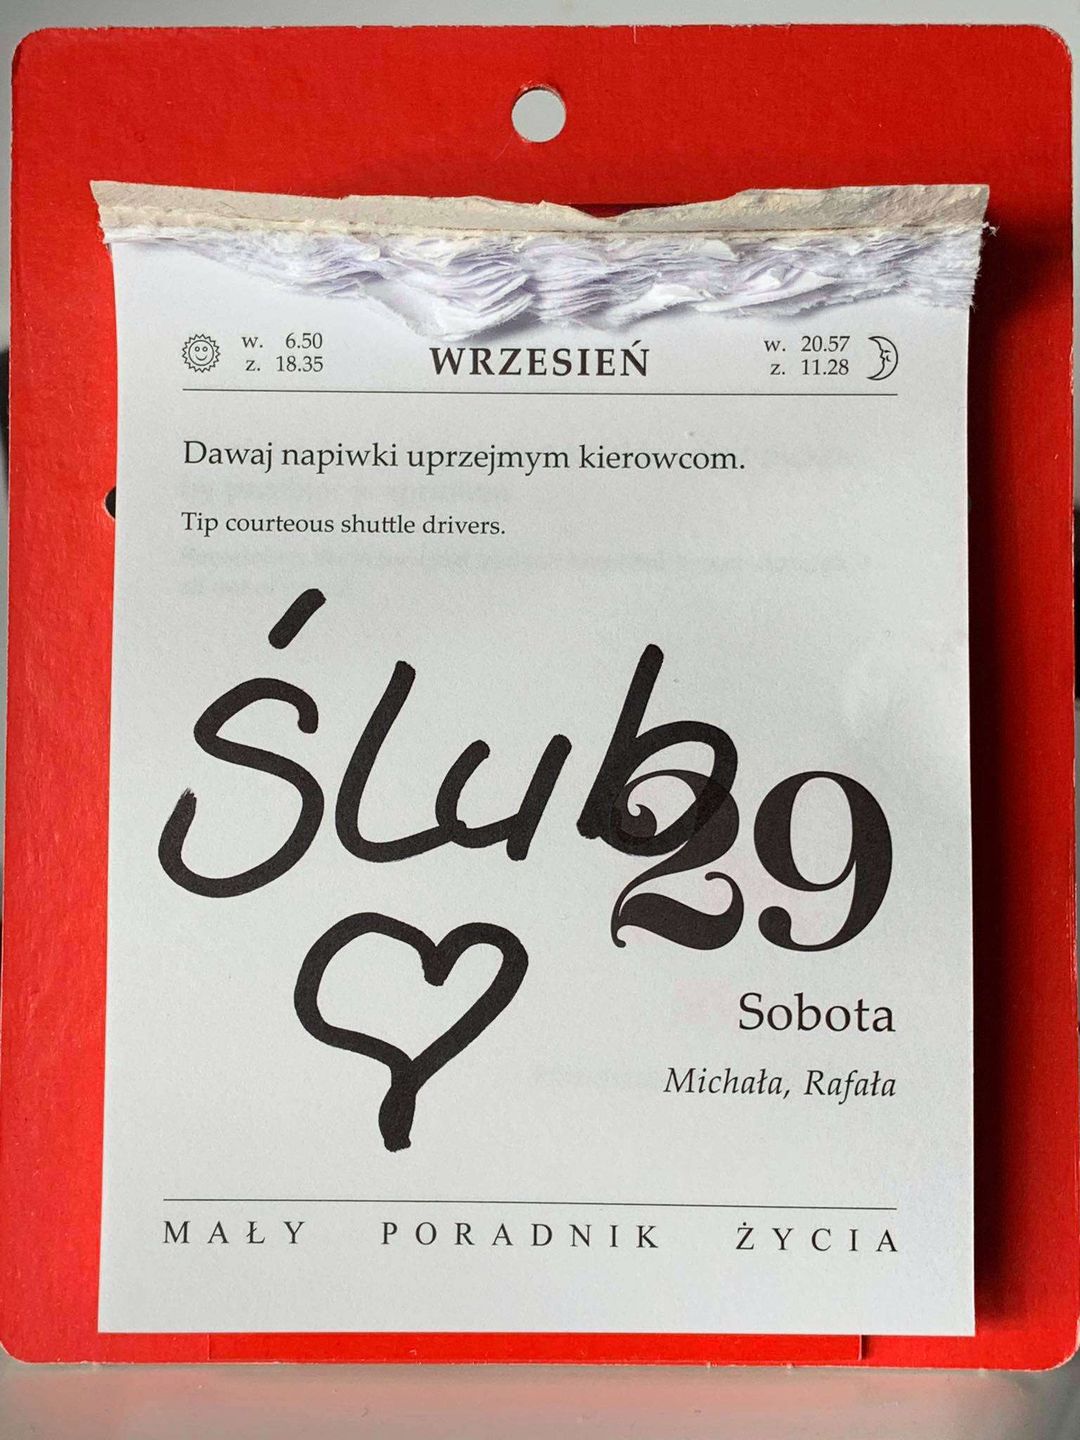 w. 6.50
z. 18.35
WRZESIEŃ
w. 20.57
z. 11.28
Dawaj napiwki uprzejmym kierowcom.
Tip courteous shuttle drivers.
Ślub
29
Sobota
Michała, Rafała
MAŁY PORADNIK ŻYCIA